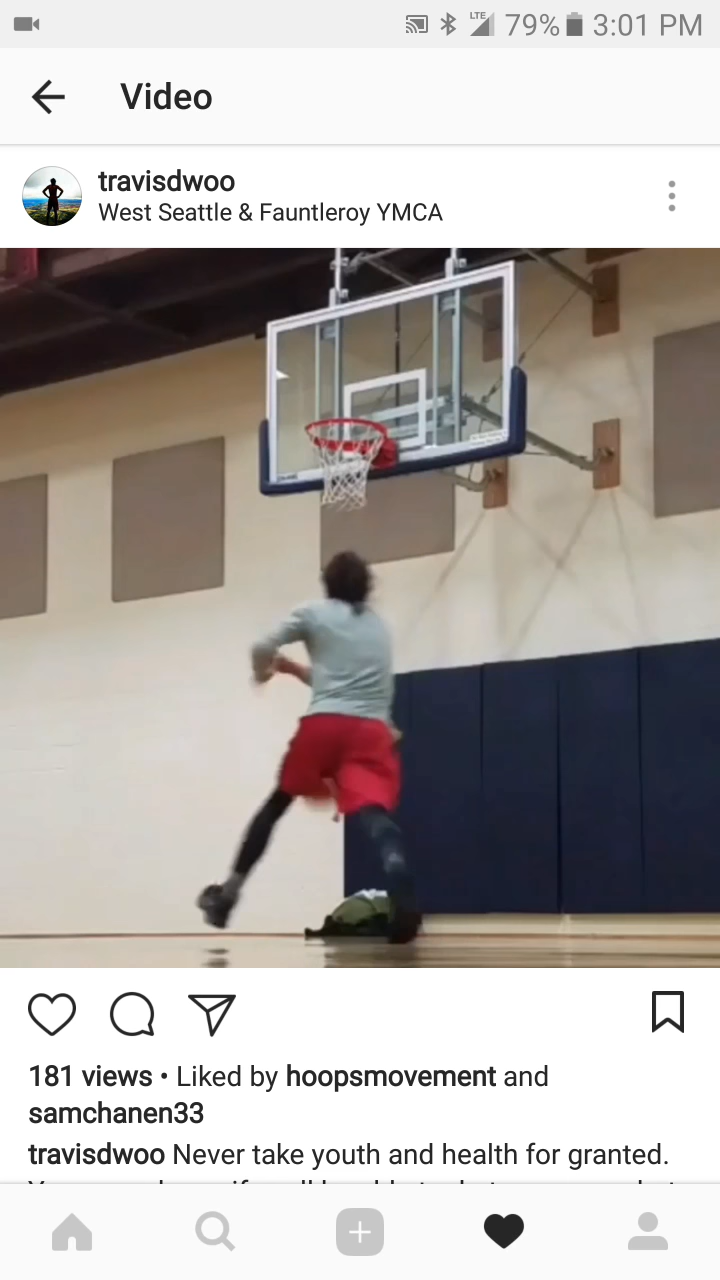 LTE 79% 3:01 PM
Video
travisdwoo
West Seattle & Fauntleroy YMCA
181 views • Liked by hoopsmovement and
samchanen33
travisdwoo Never take youth and health for granted.